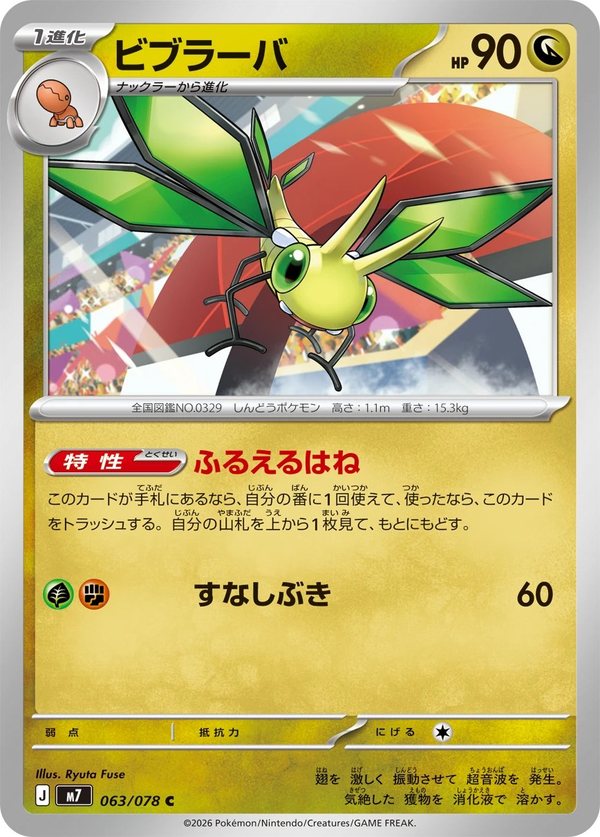 1進化
ビブラーバ
HP90
ナックラーから進化
全国図鑑NO.0329 しんどうポケモン 高さ:1.1m 重さ:15.3kg
特性 とくせい ふるえるはね
このカードが手札にあるなら、自分の番に1回使えて、使ったなら、このカード
をトラッシュする。自分の山札を上から1枚見て、もとにもどす。
すなしぶき 60
弱点 抵抗力 にげる
Illus. Ryuta Fuse
J M7 063/078 C
翅を激しく振動させて超音波を発生。
気絶した獲物を消化液で溶かす。
©2026 Pokémon/Nintendo/Creatures/GAME FREAK.